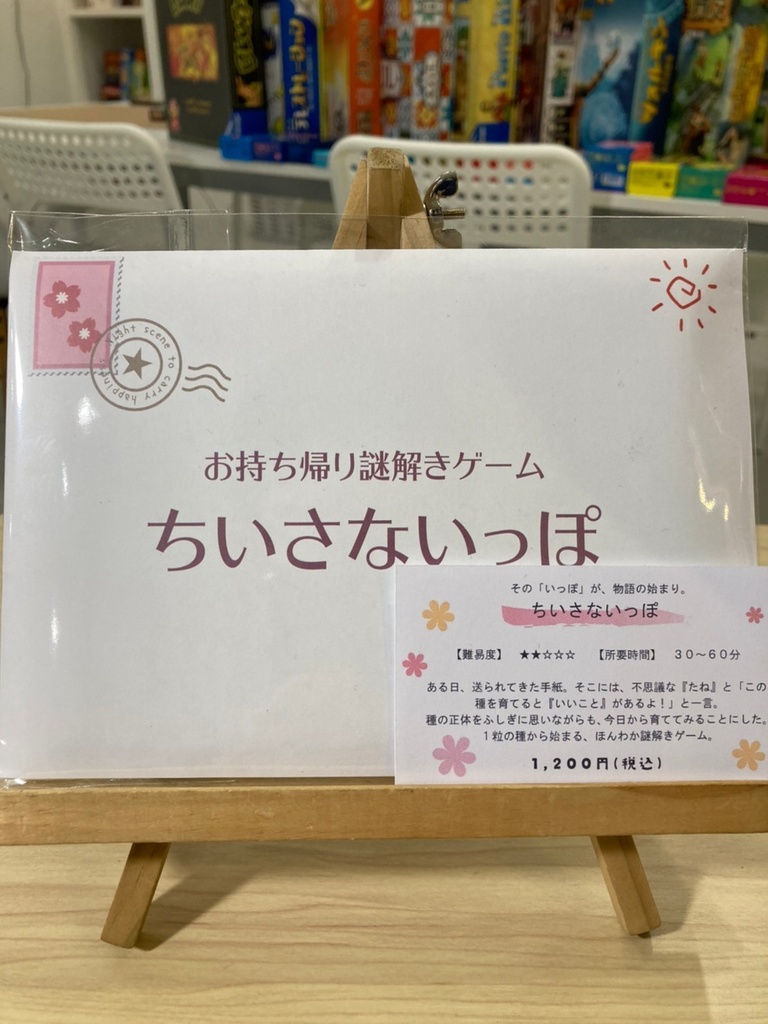 light scene to carry happin
お持ち帰り謎解きゲーム
ちいさないっぽ
その「いっぽ」が、物語の始まり。
ちいさないっぽ
【難易度】 ★★☆☆☆ 【所要時間】 30〜60分
ある日、送られてきた手紙。そこには、不思議な『たね』と「この
種を育てると『いいこと』があるよ！」と一言。
種の正体をふしぎに思いながらも、今日から育ててみることにした。
1粒の種から始まる、ほんわか謎解きゲーム。
1,200円(税込)